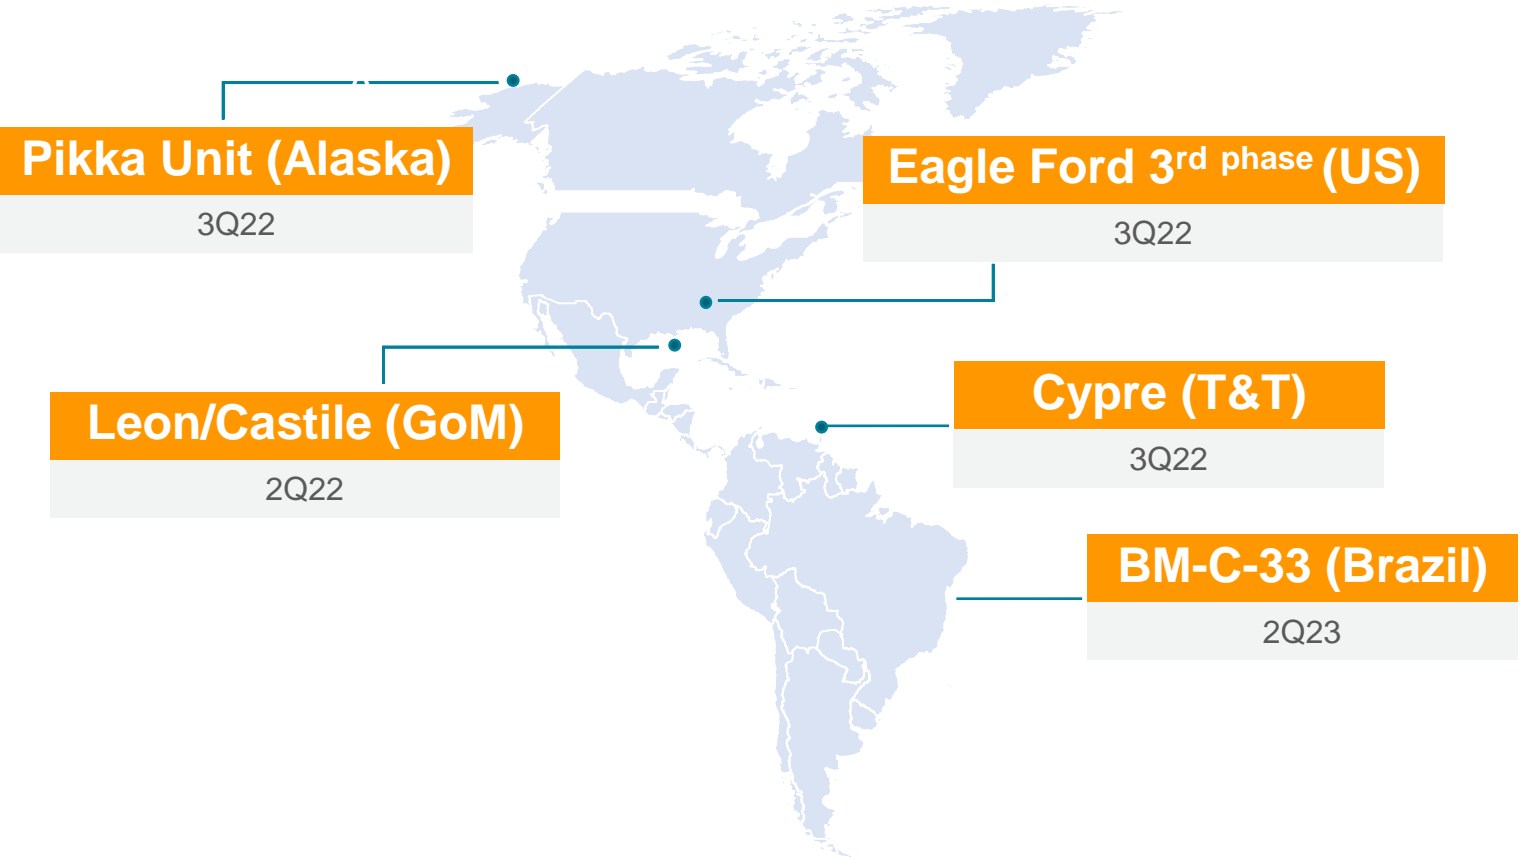 Pikka Unit (Alaska)
3Q22
Eagle Ford 3rd phase (US)
3Q22
Leon/Castile (GoM)
2Q22
Cypre (T&T)
3Q22
BM-C-33 (Brazil)
2Q23